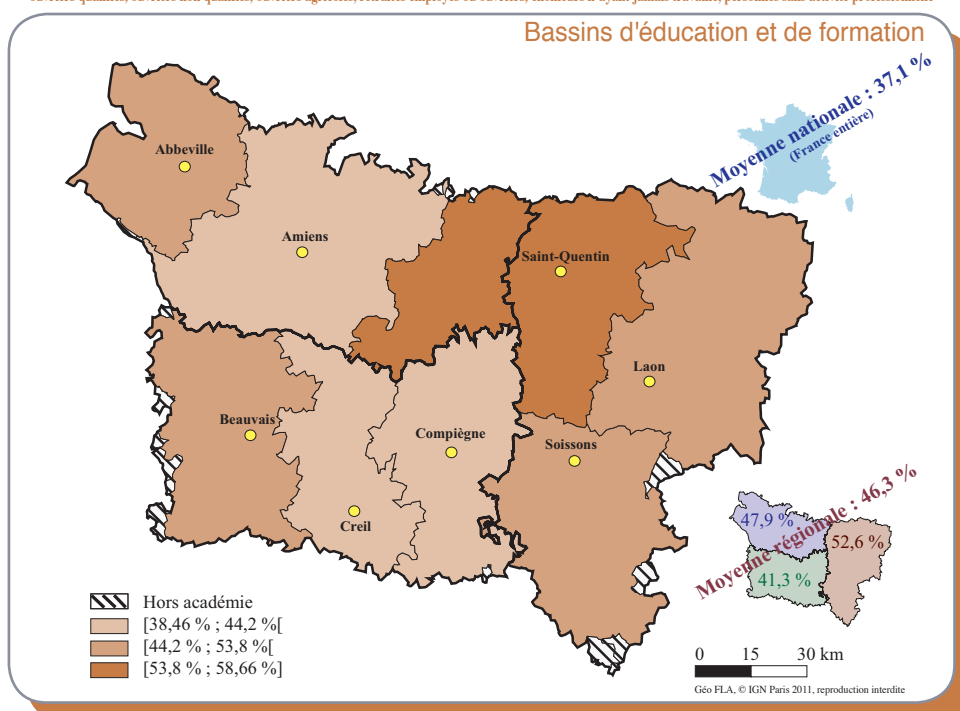 Bassins d'éducation et de formation
Moyenne nationale : 37,1 %
(France entière)
Abbeville
Amiens
Saint-Quentin
Laon
Beauvais
Compiègne
Soissons
Creil
Moyenne régionale : 46,3 %
47,9 %
52,6 %
41,3 %
Hors académie
[38,46 % ; 44,2 %[
[44,2 % ; 53,8 %[
[53,8 % ; 58,66 %]
0 15 30 km
Géo FLA, © IGN Paris 2011, reproduction interdite